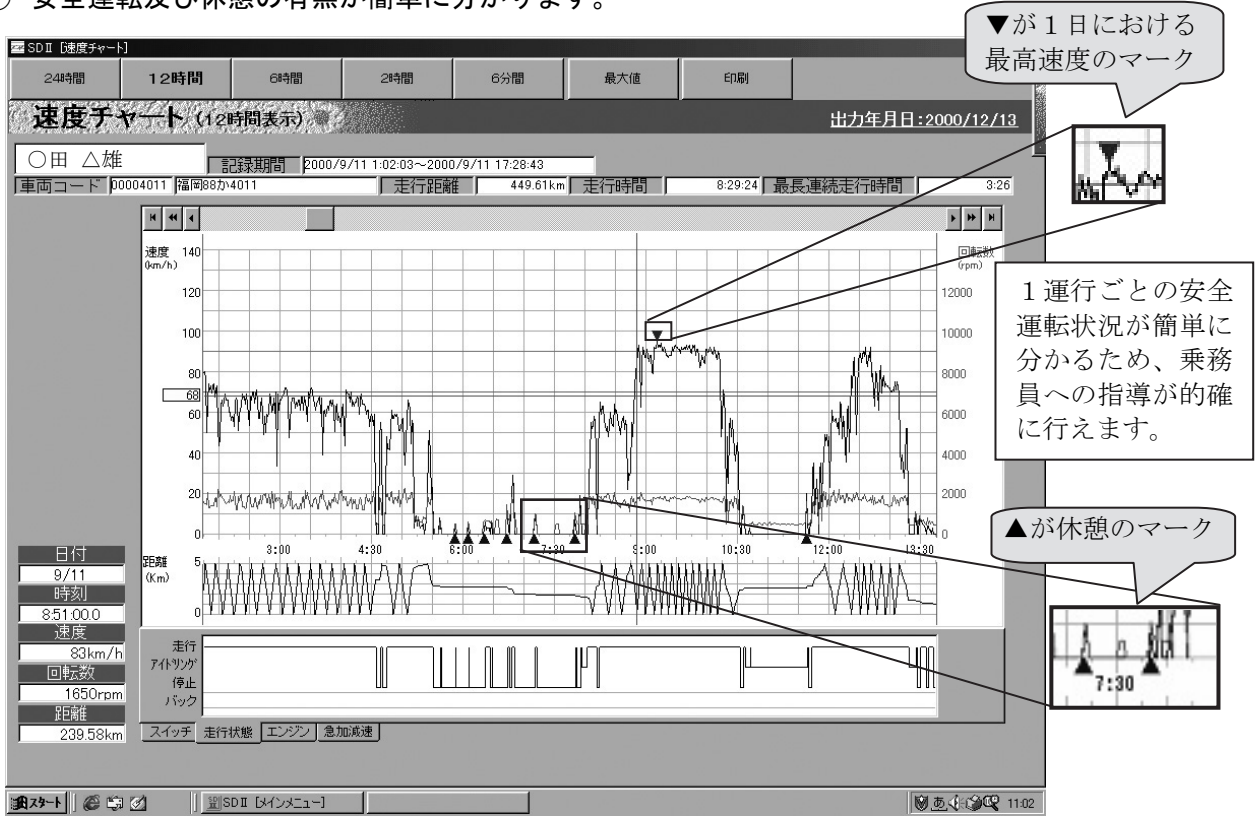 ○ 安全運転及び休憩の有無が簡単に分かります。
▼が１日における
最高速度のマーク
SDⅡ [速度チャート]
24時間 12時間 6時間 2時間 6分間 最大値 印刷
速度チャート (12時間表示)
出力年月日:2000/12/13
○田 △雄
記録期間 2000/9/11 1:02:03～2000/9/11 17:28:43
車両コード 00004011 福岡88か4011 走行距離 449.61km 走行時間 8:29:24 最長連続走行時間 3:26
速度
(km/h)
140
120
100
80
68
60
40
20
0
回転数
(rpm)
12000
10000
8000
6000
4000
2000
0
3:00 4:30 6:00 7:30 9:00 10:30 12:00 13:30
１運行ごとの安全
運転状況が簡単に
分かるため、乗務
員への指導が的確
に行えます。
▲が休憩のマーク
7:30
距離
(Km)
5
0
日付
9/11
時刻
8:51:00.0
速度
83km/h
回転数
1650rpm
距離
239.58km
走行
ｱｲﾄﾞﾘﾝｸﾞ
停止
バック
スイッチ 走行状態 エンジン 急加減速
スタート
SDⅡ [メインメニュー]
あ
11:02